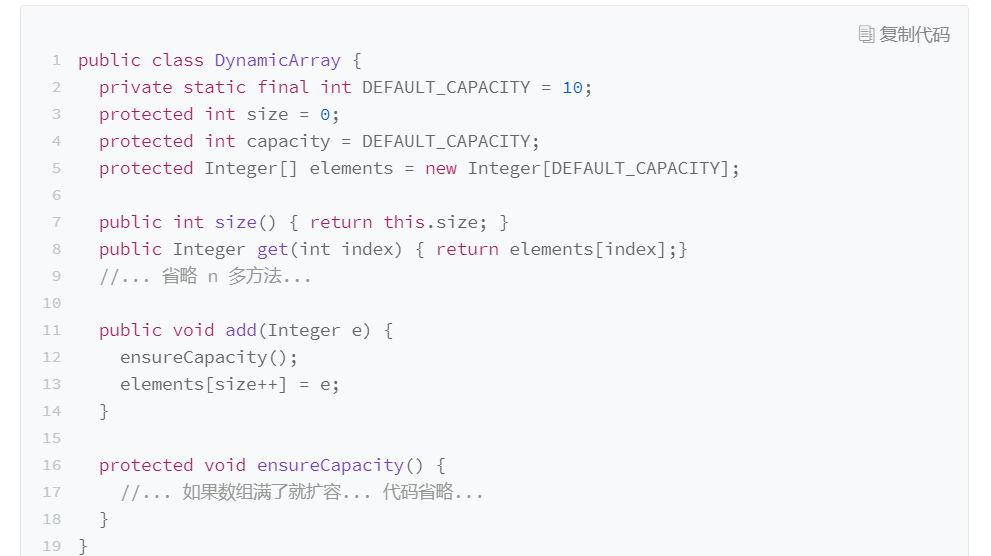 复制代码
1 public class DynamicArray {
2   private static final int DEFAULT_CAPACITY = 10;
3   protected int size = 0;
4   protected int capacity = DEFAULT_CAPACITY;
5   protected Integer[] elements = new Integer[DEFAULT_CAPACITY];
6
7   public int size() { return this.size; }
8   public Integer get(int index) { return elements[index];}
9   //... 省略 n 多方法...
10
11   public void add(Integer e) {
12     ensureCapacity();
13     elements[size++] = e;
14   }
15
16   protected void ensureCapacity() {
17     //... 如果数组满了就扩容... 代码省略...
18   }
19 }